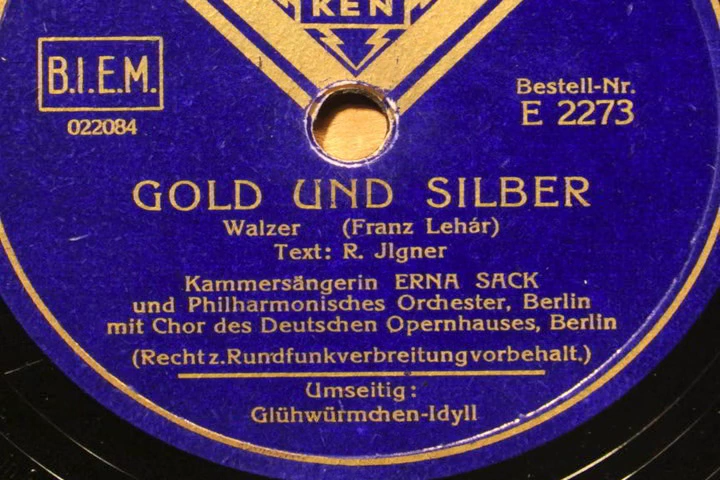 KEN
B.I.E.M.
022084
Bestell-Nr.
E 2273
GOLD UND SILBER
Walzer (Franz Lehár)
Text: R. Jlgner
Kammersängerin ERNA SACK
und Philharmonisches Orchester, Berlin
mit Chor des Deutschen Opernhauses, Berlin
(Recht z. Rundfunkverbreitung vorbehalt.)
Umseitig:
Glühwürmchen-Idyll